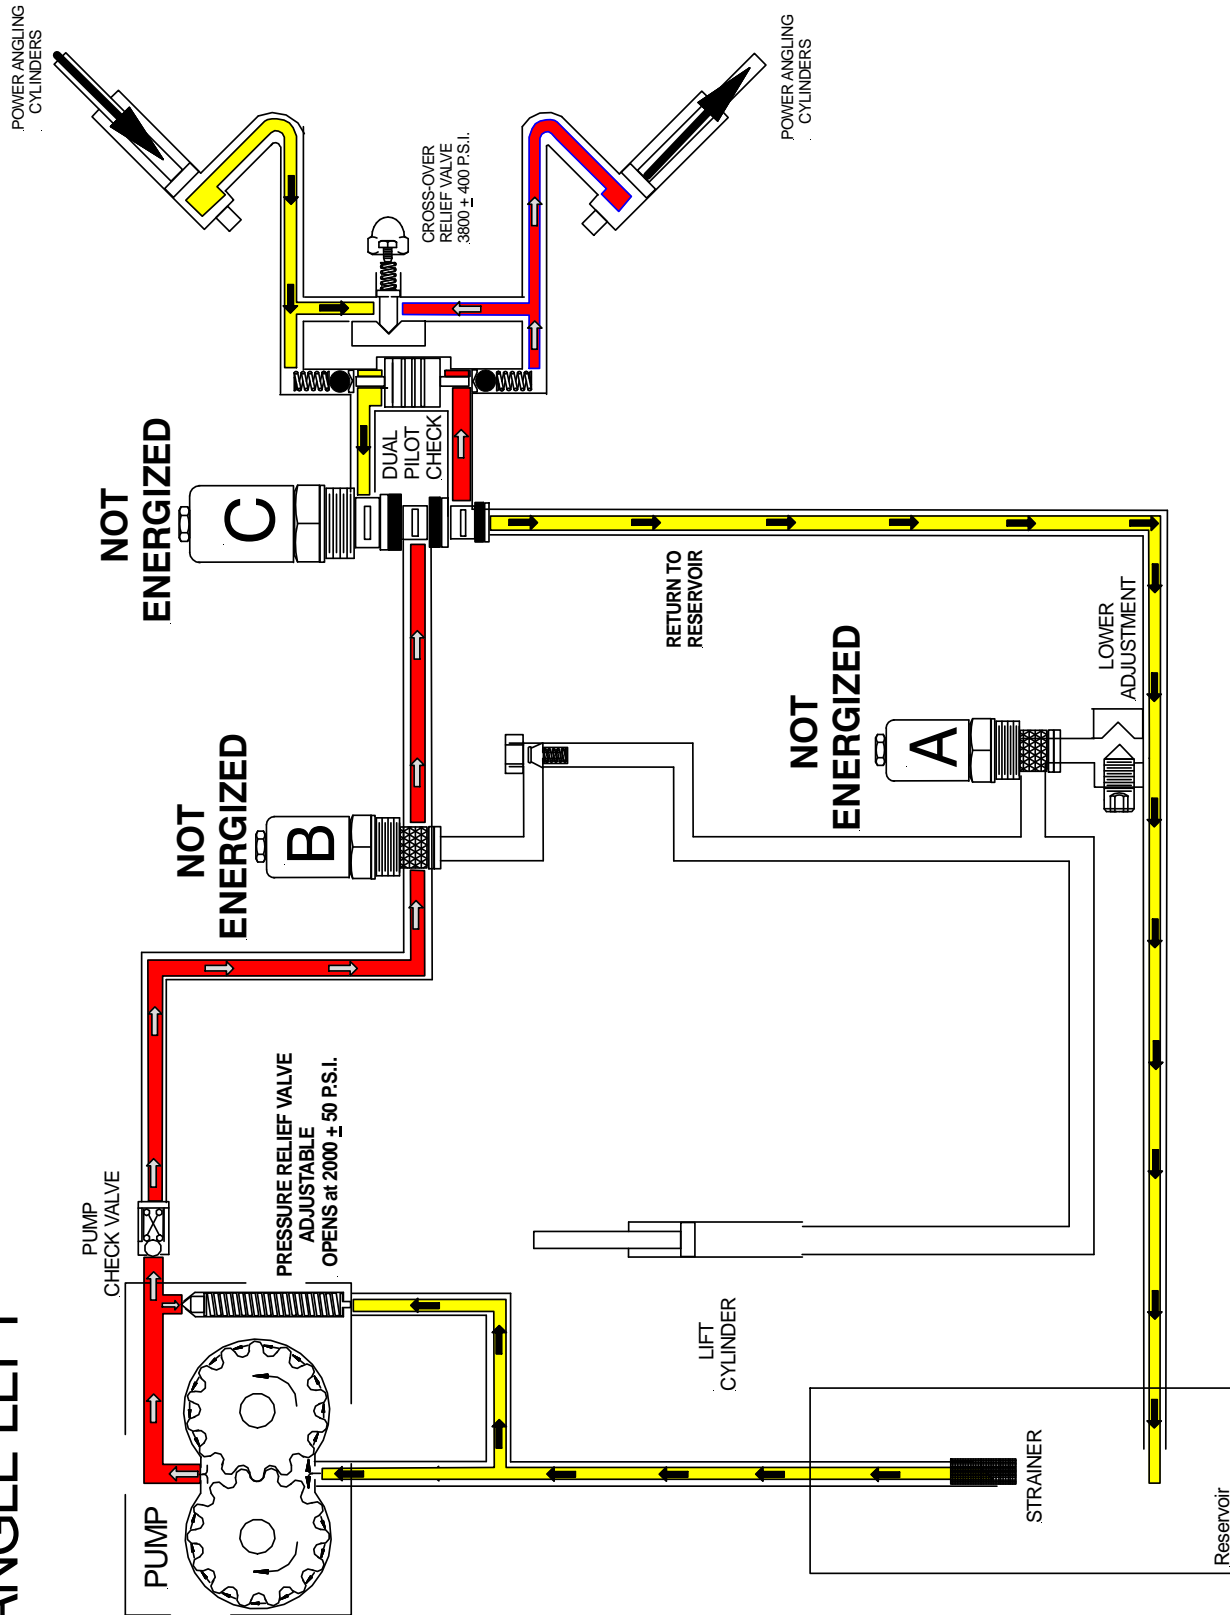 ANGLE LEFT
POWER ANGLING
CYLINDERS
POWER ANGLING
CYLINDERS
CROSS-OVER
RELIEF VALVE
3800 ± 400 P.S.I.
NOT
ENERGIZED
C
DUAL
PILOT
CHECK
RETURN TO
RESERVOIR
NOT
ENERGIZED
B
NOT
ENERGIZED
A
LOWER
ADJUSTMENT
PUMP
CHECK VALVE
PRESSURE RELIEF VALVE
ADJUSTABLE
OPENS at 2000 ± 50 P.S.I.
LIFT
CYLINDER
PUMP
STRAINER
Reservoir